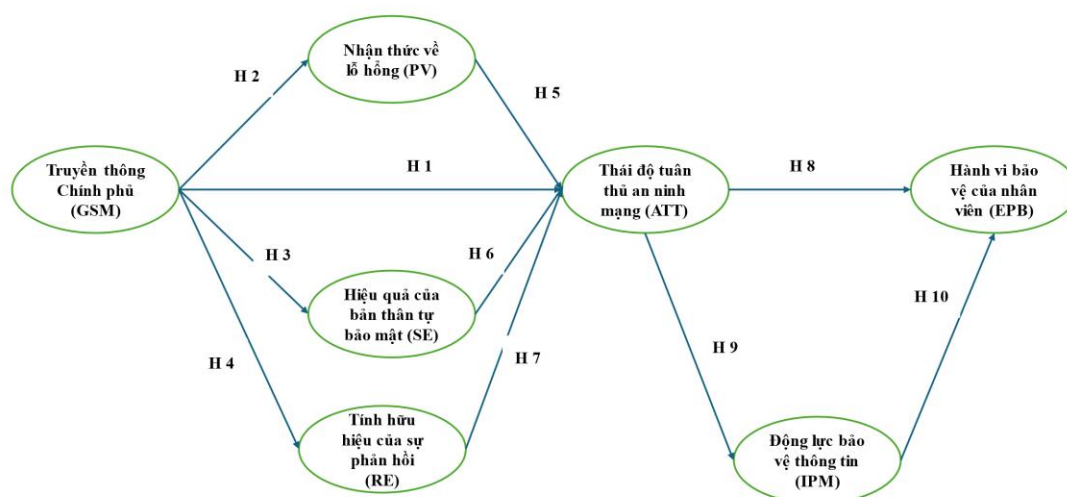 Nhận thức về
lỗ hổng (PV)
H 2
H 5
Truyền thông
Chính phủ
(GSM)
H 1
Thái độ tuân
thủ an ninh
mạng (ATT)
H 8
Hành vi bảo
vệ của nhân
viên (EPB)
H 3
H 6
Hiệu quả của
bản thân tự
bảo mật (SE)
H 10
H 4
H 7
H 9
Tính hữu
hiệu của sự
phản hồi
(RE)
Động lực bảo
vệ thông tin
(IPM)